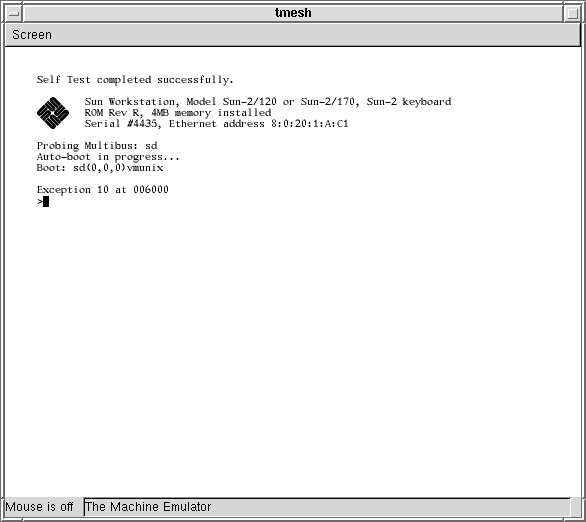 tmesh
Screen
Self Test completed successfully.
Sun Workstation, Model Sun-2/120 or Sun-2/170, Sun-2 keyboard
ROM Rev R, 4MB memory installed
Serial #4435, Ethernet address 8:0:20:1:A:C1
Probing Multibus: sd
Auto-boot in progress...
Boot: sd(0,0,0)vmunix
Exception 10 at 006000
>
Mouse is off
The Machine Emulator